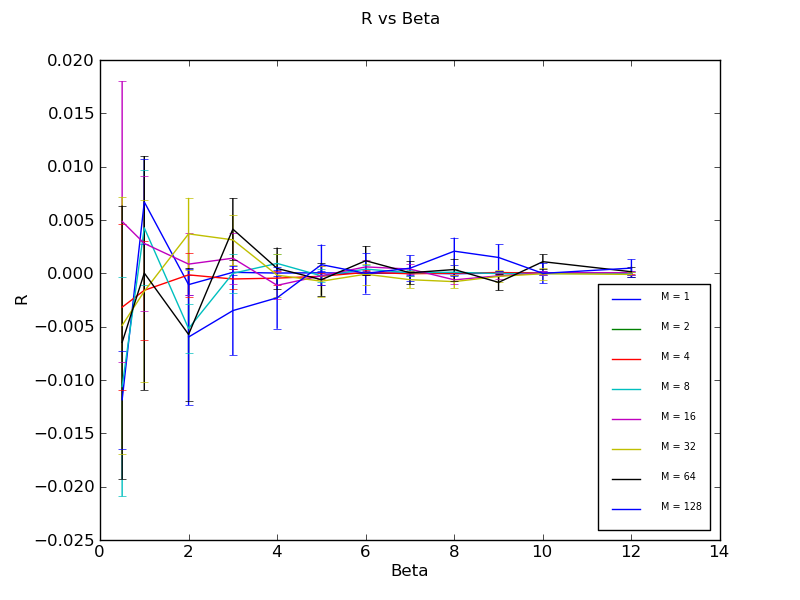 R vs Beta
0.020
0.015
0.010
0.005
0.000
−0.005
−0.010
−0.015
−0.020
−0.025
R
M = 1
M = 2
M = 4
M = 8
M = 16
M = 32
M = 64
M = 128
0 2 4 6 8 10 12 14
Beta